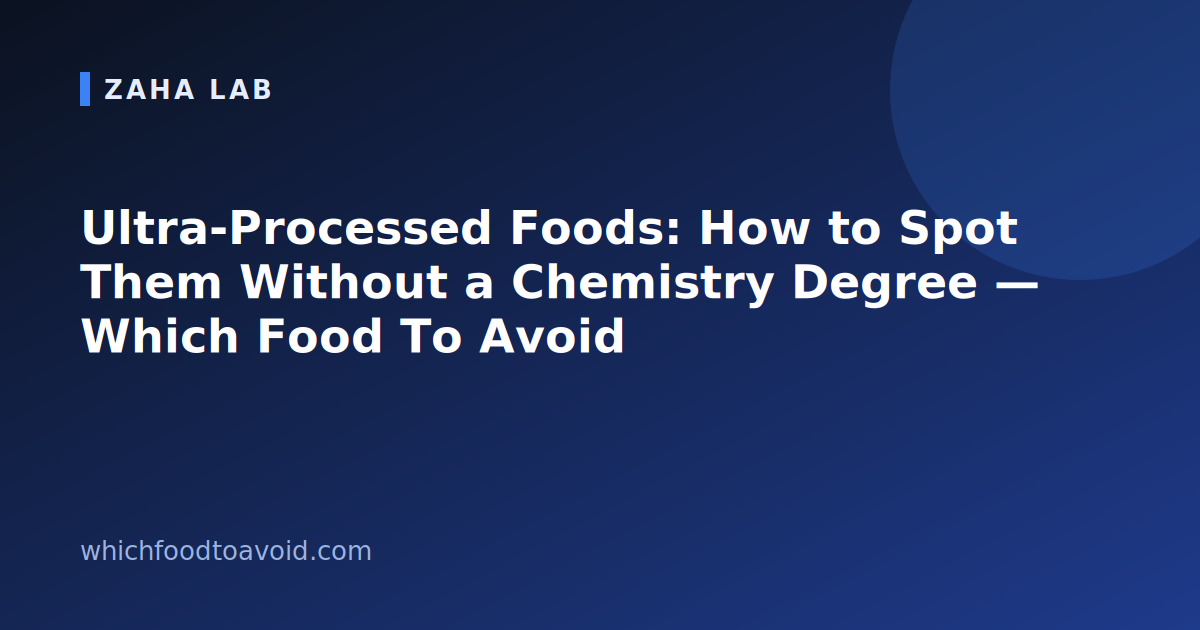 ZAHA LAB
Ultra-Processed Foods: How to Spot
Them Without a Chemistry Degree —
Which Food To Avoid
whichfoodtoavoid.com